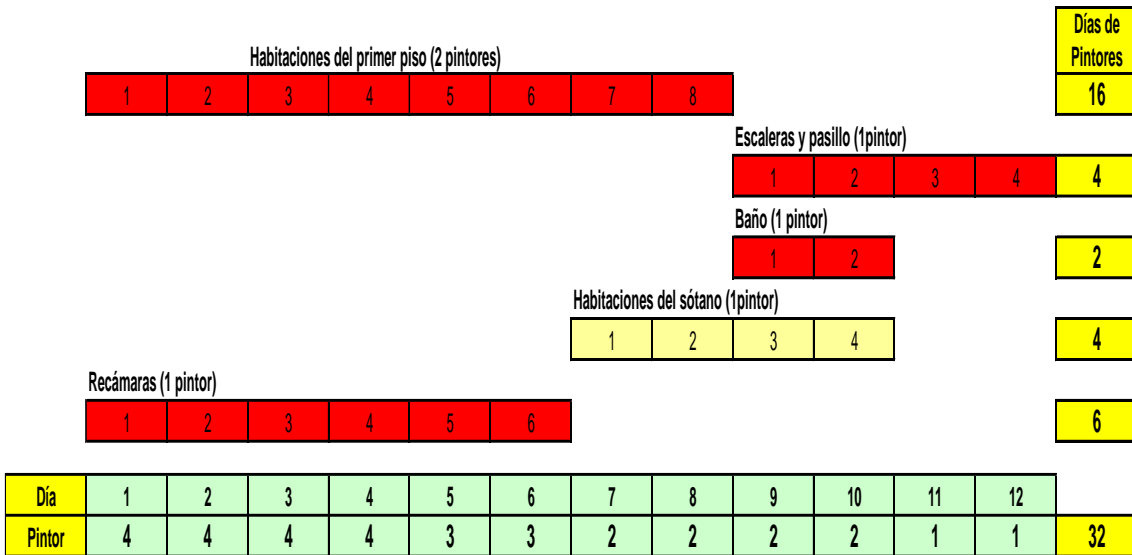 Días de
Pintores
Habitaciones del primer piso (2 pintores)
1 2 3 4 5 6 7 8 16
Escaleras y pasillo (1pintor)
1 2 3 4 4
Baño (1 pintor)
1 2 2
Habitaciones del sótano (1pintor)
1 2 3 4 4
Recámaras (1 pintor)
1 2 3 4 5 6 6
Día 1 2 3 4 5 6 7 8 9 10 11 12
Pintor 4 4 4 4 3 3 2 2 2 2 1 1 32